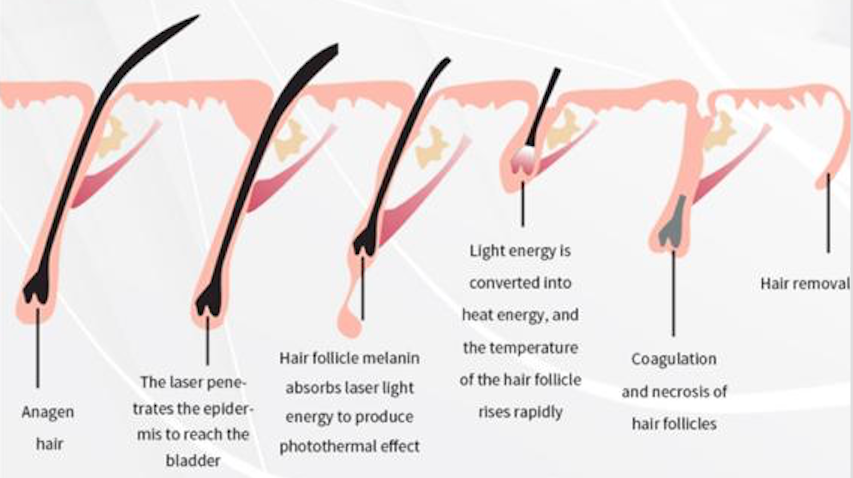 Anagen
hair
The laser pene-
trates the epider-
mis to reach the
bladder
Hair follicle melanin
absorbs laser light
energy to produce
photothermal effect
Light energy is
converted into
heat energy, and
the temperature
of the hair follicle
rises rapidly
Coagulation
and necrosis of
hair follicles
Hair removal